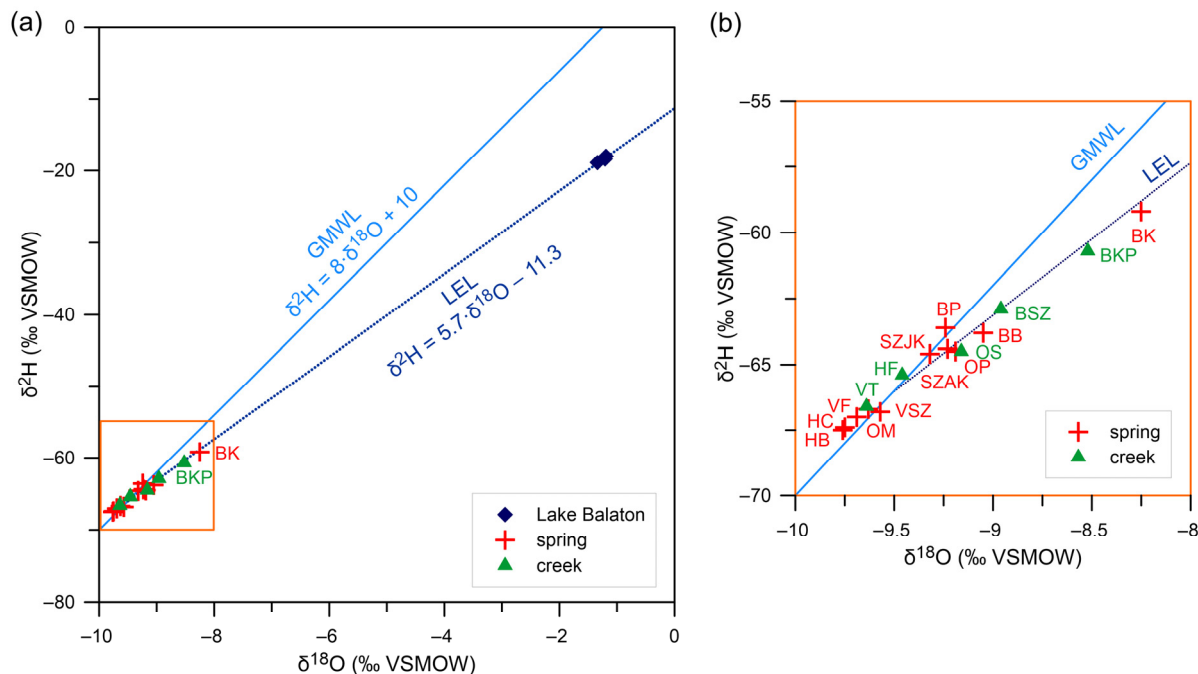 (a)
0
−20
−40
−60
−80
δ²H (‰ VSMOW)
−10
−8
−6
−4
−2
0
δ¹⁸O (‰ VSMOW)
GMWL
δ²H = 8·δ¹⁸O + 10
LEL
δ²H = 5.7·δ¹⁸O − 11.3
BK
BKP
Lake Balaton
spring
creek
(b)
−55
−60
−65
−70
δ²H (‰ VSMOW)
−10
−9.5
−9
−8.5
−8
δ¹⁸O (‰ VSMOW)
GMWL
LEL
BK
BKP
BSZ
BP
BB
SZJK
OS
HF
OP
SZAK
VT
VF
VSZ
HC
OM
HB
spring
creek